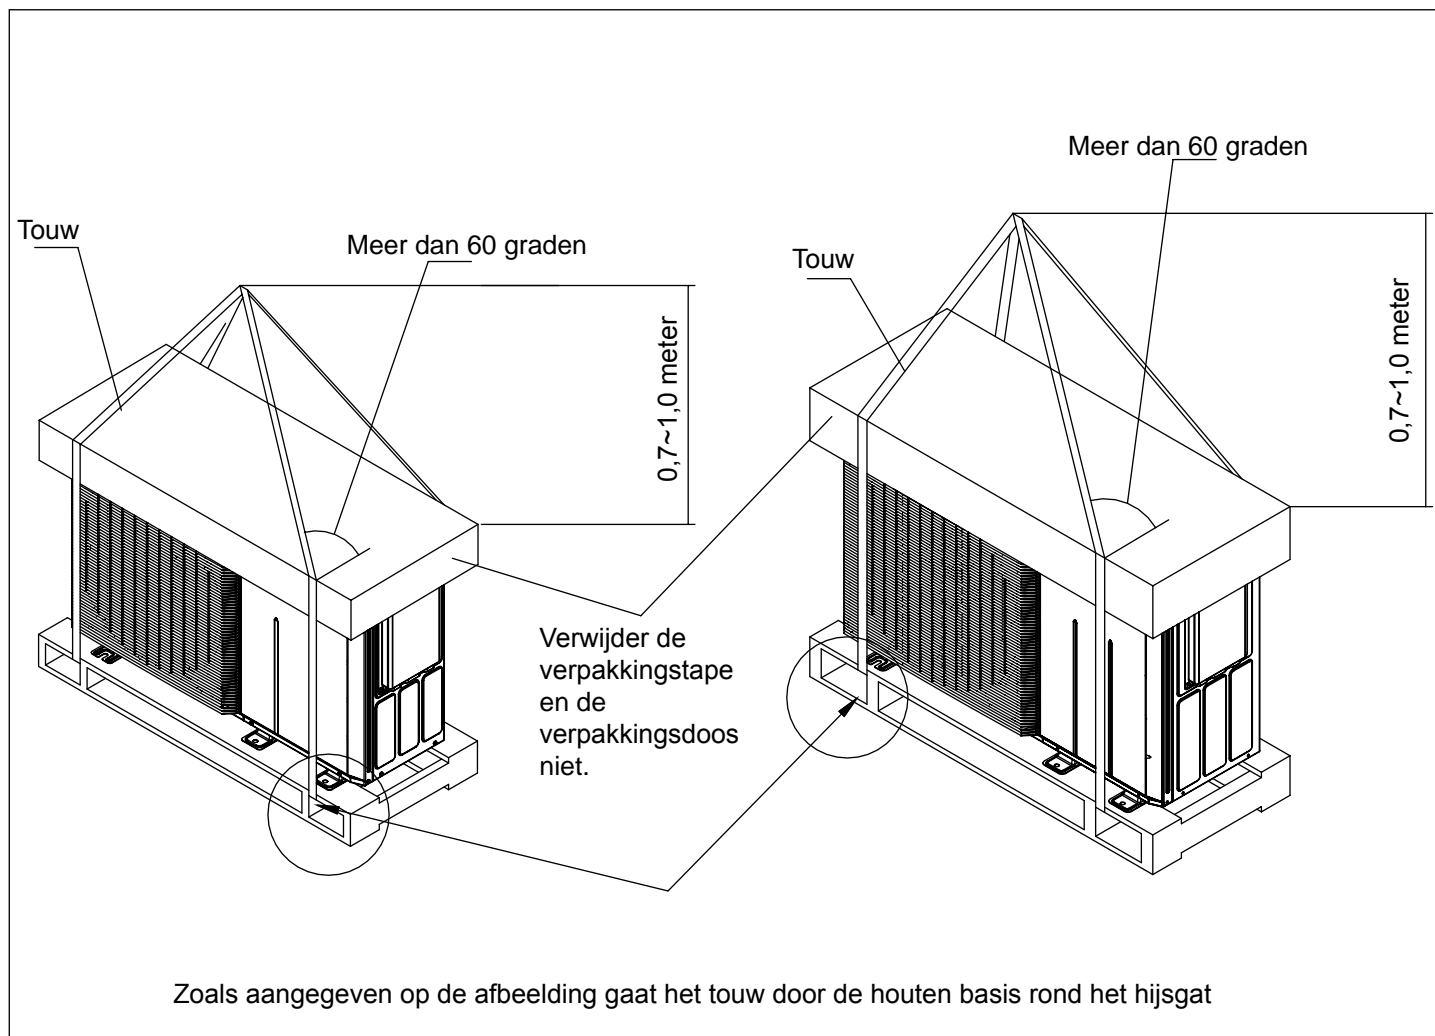 Meer dan 60 graden
Touw
Meer dan 60 graden
Touw
0,7~1,0 meter
0,7~1,0 meter
Verwijder de
verpakkingstape
en de
verpakkingsdoos
niet.
Zoals aangegeven op de afbeelding gaat het touw door de houten basis rond het hijsgat